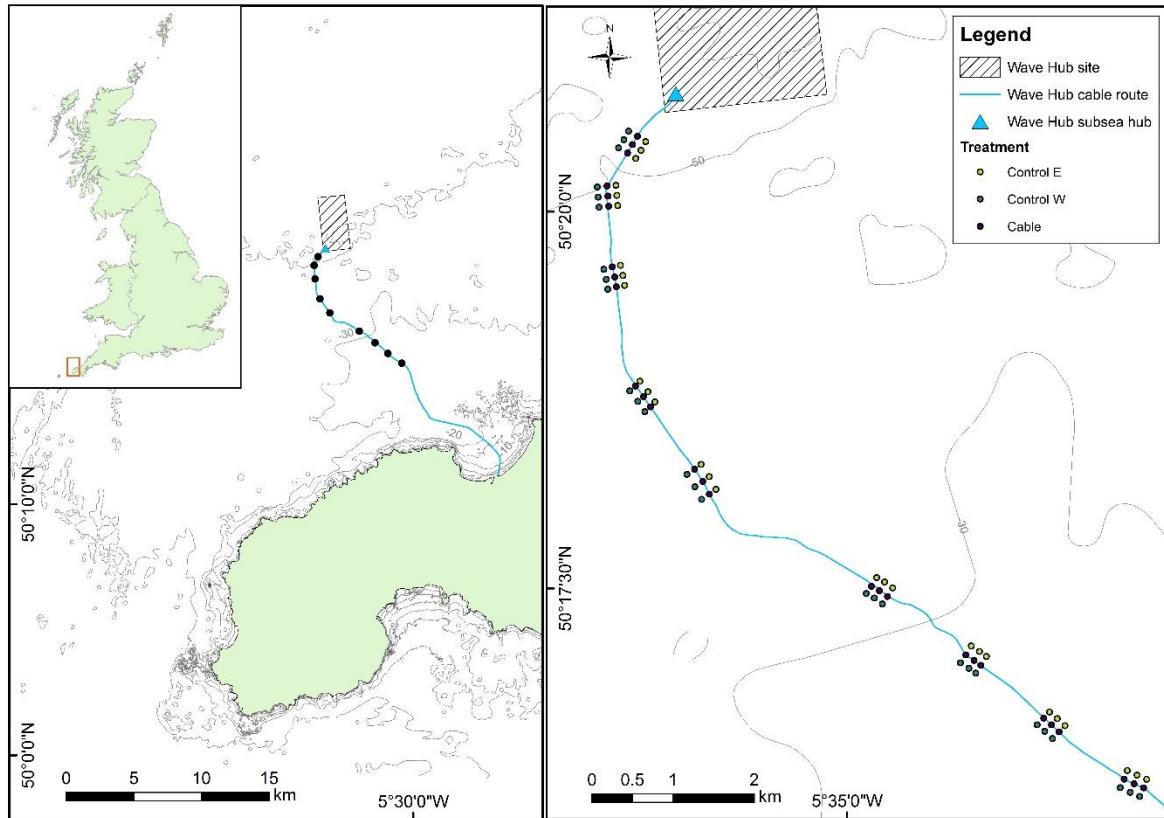 -30
-20
-10
50°10'0"N
50°0'0"N
0 5 10 15
km
5°30'0"W
N
-50
50°20'0"N
-30
50°17'30"N
0 0.5 1 2
km
5°35'0"W
Legend
Wave Hub site
Wave Hub cable route
Wave Hub subsea hub
Treatment
Control E
Control W
Cable